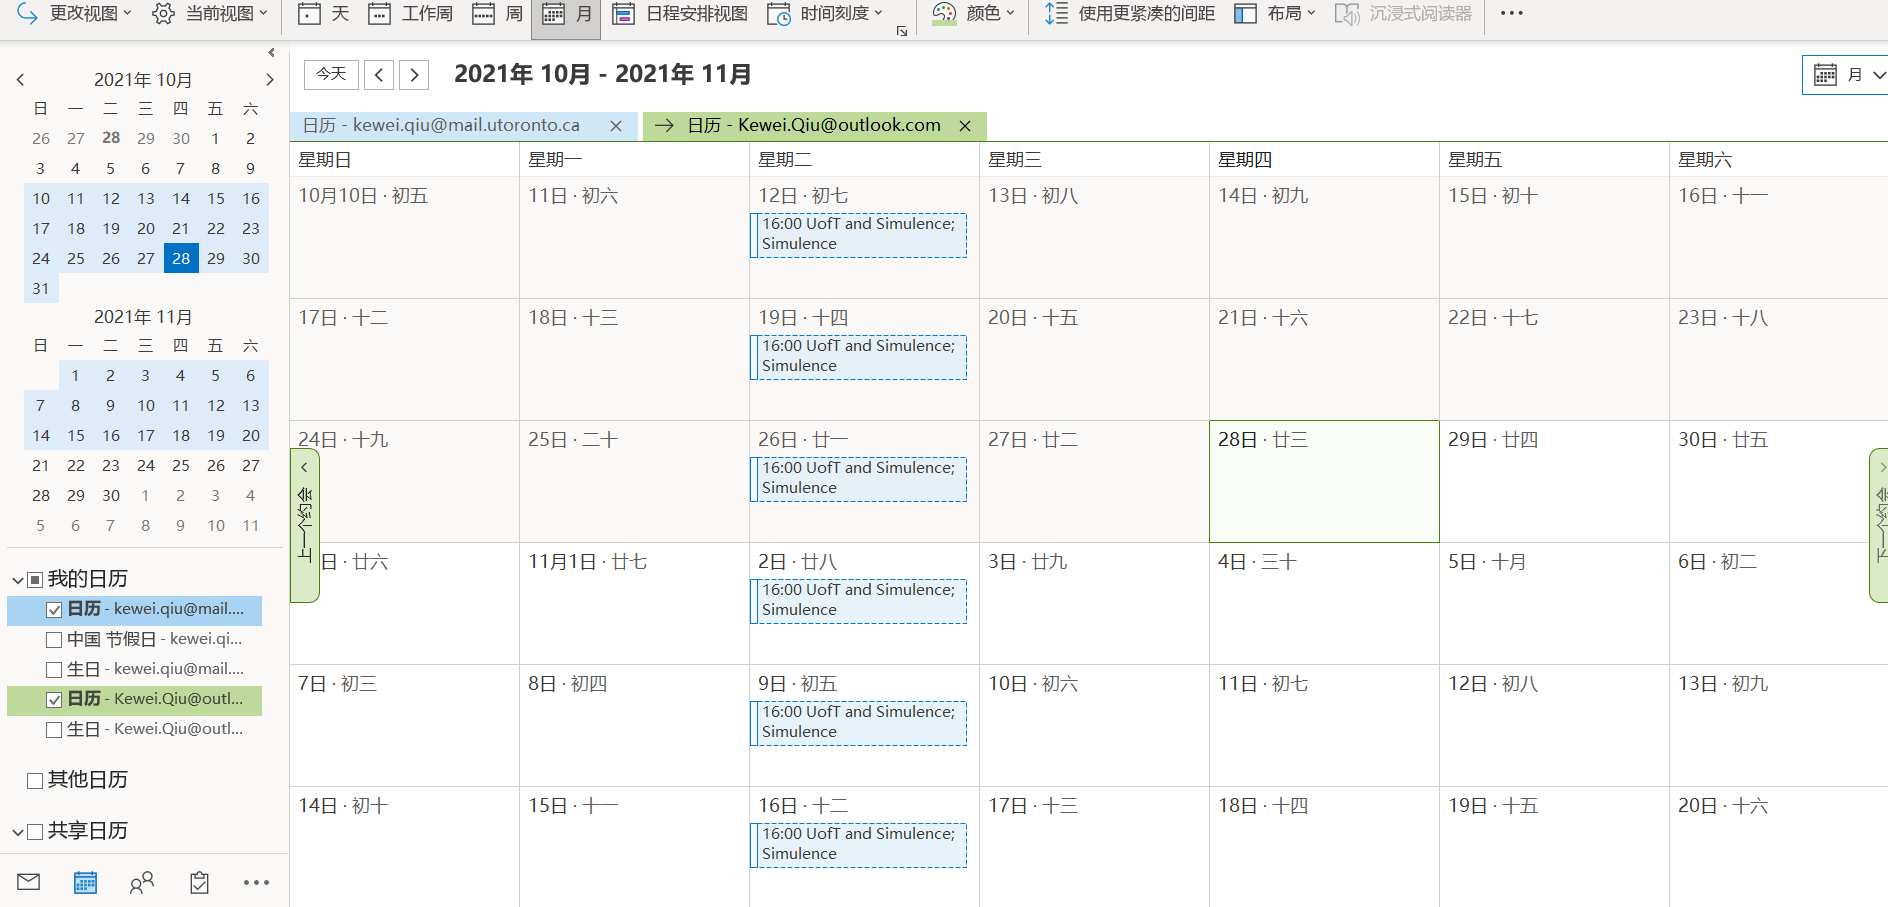 更改视图 当前视图 天 工作周 周 月 日程安排视图 时间刻度 颜色 使用更紧凑的间距 布局 沉浸式阅读器
2021年 10月
日 一 二 三 四 五 六
26 27 28 29 30 1 2
3 4 5 6 7 8 9
10 11 12 13 14 15 16
17 18 19 20 21 22 23
24 25 26 27 28 29 30
31
2021年 11月
日 一 二 三 四 五 六
1 2 3 4 5 6
7 8 9 10 11 12 13
14 15 16 17 18 19 20
21 22 23 24 25 26 27
28 29 30 1 2 3 4
5 6 7 8 9 10 11
我的日历
日历 - kewei.qiu@mail....
中国 节假日 - kewei.qi...
生日 - kewei.qiu@mail....
日历 - Kewei.Qiu@outl...
生日 - Kewei.Qiu@outl...
其他日历
共享日历
今天 2021年 10月 - 2021年 11月 月
日历 - kewei.qiu@mail.utoronto.ca 日历 - Kewei.Qiu@outlook.com
星期日 星期一 星期二 星期三 星期四 星期五 星期六
10月10日 · 初五 11日 · 初六 12日 · 初七 13日 · 初八 14日 · 初九 15日 · 初十 16日 · 十一
16:00 UofT and Simulence;
Simulence
17日 · 十二 18日 · 十三 19日 · 十四 20日 · 十五 21日 · 十六 22日 · 十七 23日 · 十八
16:00 UofT and Simulence;
Simulence
24日 · 十九 25日 · 二十 26日 · 廿一 27日 · 廿二 28日 · 廿三 29日 · 廿四 30日 · 廿五
16:00 UofT and Simulence;
Simulence
上一个约会
下一个约会
日 · 廿六 11月1日 · 廿七 2日 · 廿八 3日 · 廿九 4日 · 三十 5日 · 十月 6日 · 初二
16:00 UofT and Simulence;
Simulence
7日 · 初三 8日 · 初四 9日 · 初五 10日 · 初六 11日 · 初七 12日 · 初八 13日 · 初九
16:00 UofT and Simulence;
Simulence
14日 · 初十 15日 · 十一 16日 · 十二 17日 · 十三 18日 · 十四 19日 · 十五 20日 · 十六
16:00 UofT and Simulence;
Simulence